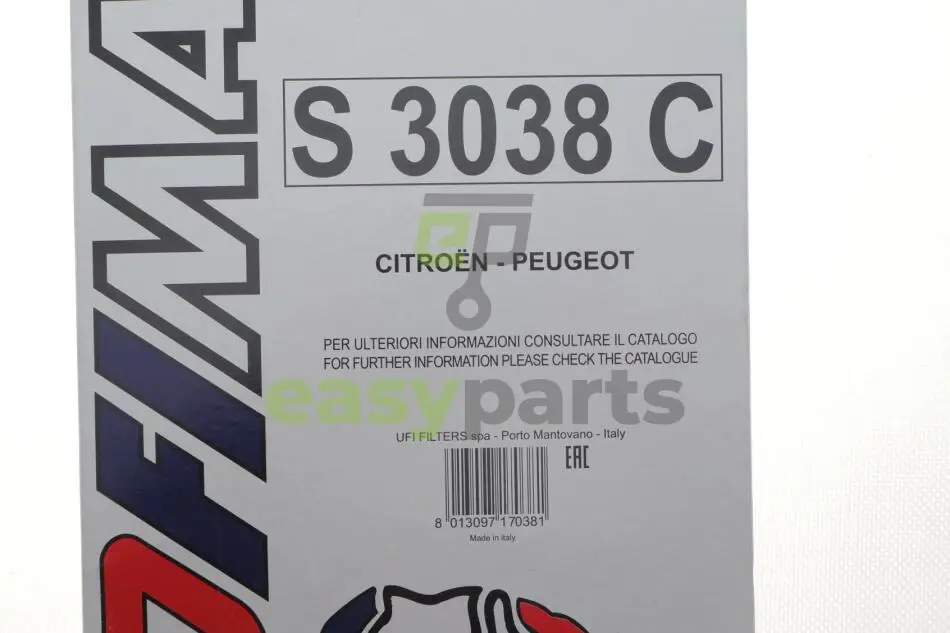 OFIMA
S 3038 C
CITROËN - PEUGEOT
PER ULTERIORI INFORMAZIONI CONSULTARE IL CATALOGO
FOR FURTHER INFORMATION PLEASE CHECK THE CATALOGUE
easyparts
UFI FILTERS spa - Porto Mantovano - Italy
EAC
8 013097 170381
Made in italy